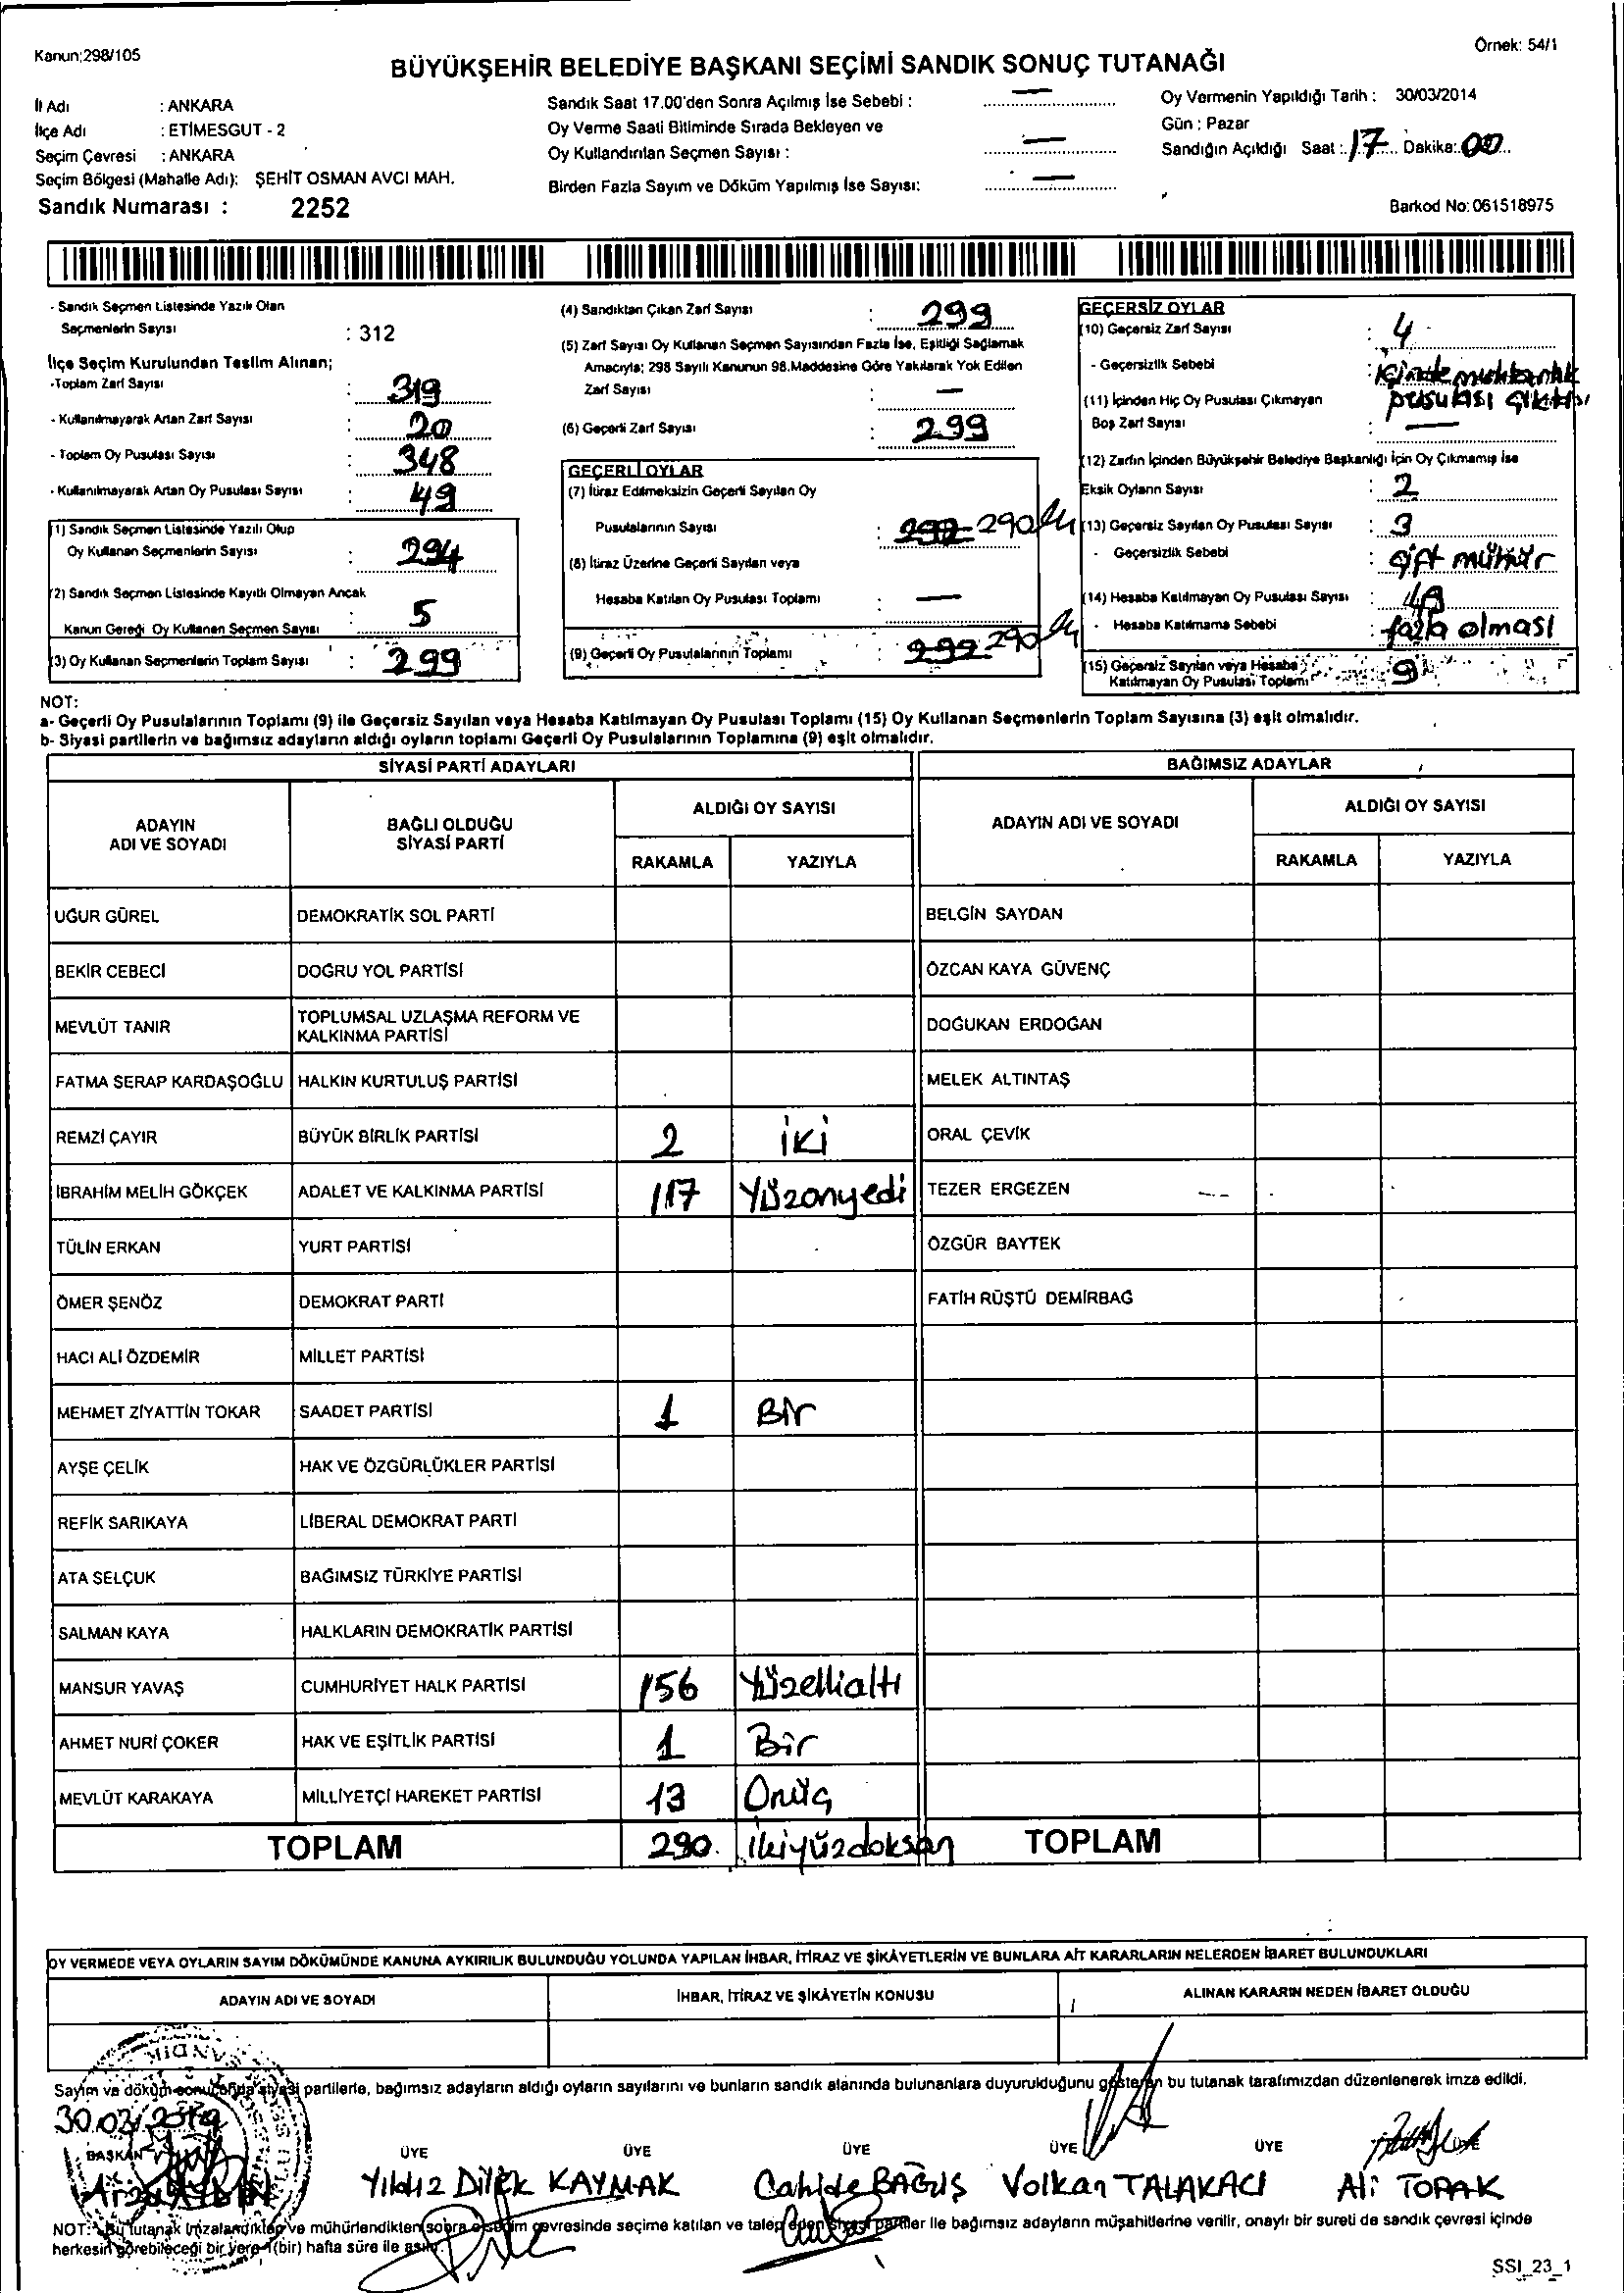 Kanun;298/105
Örnek: 54/1
BÜYÜKŞEHİR BELEDİYE BAŞKANI SEÇİMİ SANDIK SONUÇ TUTANAĞI
İl Adı : ANKARA
İlçe Adı : ETİMESGUT - 2
Seçim Çevresi : ANKARA
Seçim Bölgesi (Mahalle Adı): ŞEHİT OSMAN AVCI MAH.
Sandık Numarası : 2252
Sandık Saat 17.00'den Sonra Açılmış İse Sebebi : —
Oy Verme Saati Bitiminde Sırada Bekleyen ve
Oy Kullandırılan Seçmen Sayısı : —
Birden Fazla Sayım ve Döküm Yapılmış İse Sayısı: —
Oy Vermenin Yapıldığı Tarih : 30/03/2014
Gün : Pazar
Sandığın Açıldığı Saat : 17 Dakika: 00
Barkod No: 061518975
- Sandık Seçmen Listesinde Yazılı Olan
Seçmenlerin Sayısı : 312
İlçe Seçim Kurulundan Teslim Alınan;
-Toplam Zarf Sayısı : 319
- Kullanılmayarak Artan Zarf Sayısı : 20
- Toplam Oy Pusulası Sayısı : 348
- Kullanılmayarak Artan Oy Pusulası Sayısı : 49
(1) Sandık Seçmen Listesinde Yazılı Olup
Oy Kullanan Seçmenlerin Sayısı : 294
(2) Sandık Seçmen Listesinde Kayıtlı Olmayan Ancak
Kanun Gereği Oy Kullanan Seçmen Sayısı : 5
(3) Oy Kullanan Seçmenlerin Toplam Sayısı : 299
(4) Sandıktan Çıkan Zarf Sayısı : 299
(5) Zarf Sayısı Oy Kullanan Seçmen Sayısından Fazla İse, Eşitliği Sağlamak
Amacıyla; 298 Sayılı Kanunun 98.Maddesine Göre Yakılarak Yok Edilen
Zarf Sayısı : —
(6) Geçerli Zarf Sayısı : 299
GEÇERLİ OYLAR
(7) İtiraz Edilmeksizin Geçerli Sayılan Oy
Pusulalarının Sayısı : 290
(8) İtiraz Üzerine Geçerli Sayılan veya
Hesaba Katılan Oy Pusulası Toplamı : —
(9) Geçerli Oy Pusulalarının Toplamı : 290
GEÇERSİZ OYLAR
(10) Geçersiz Zarf Sayısı : 4
- Geçersizlik Sebebi : içinde muhtarlık
pusulası çıktısı
(11) İçinden Hiç Oy Pusulası Çıkmayan
Boş Zarf Sayısı : —
(12) Zarfın İçinden Büyükşehir Belediye Başkanlığı İçin Oy Çıkmamış İse
Eksik Oyların Sayısı : 2
(13) Geçersiz Sayılan Oy Pusulası Sayısı : 3
- Geçersizlik Sebebi : çift mühür
(14) Hesaba Katılmayan Oy Pusulası Sayısı :
- Hesaba Katılmama Sebebi : fazla olması
(15) Geçersiz Sayılan veya Hesaba
Katılmayan Oy Pusulası Toplamı : 9
NOT:
a- Geçerli Oy Pusulalarının Toplamı (9) ile Geçersiz Sayılan veya Hesaba Katılmayan Oy Pusulası Toplamı (15) Oy Kullanan Seçmenlerin Toplam Sayısına (3) eşit olmalıdır.
b- Siyasi partilerin ve bağımsız adayların aldığı oyların toplamı Geçerli Oy Pusulalarının Toplamına (9) eşit olmalıdır.
SİYASİ PARTİ ADAYLARI
BAĞIMSIZ ADAYLAR
ADAYIN
ADI VE SOYADI
BAĞLI OLDUĞU
SİYASİ PARTİ
ALDIĞI OY SAYISI
RAKAMLA YAZIYLA
ADAYIN ADI VE SOYADI
ALDIĞI OY SAYISI
RAKAMLA YAZIYLA
UĞUR GÜREL DEMOKRATİK SOL PARTİ BELGİN SAYDAN
BEKİR CEBECİ DOĞRU YOL PARTİSİ ÖZCAN KAYA GÜVENÇ
MEVLÜT TANIR TOPLUMSAL UZLAŞMA REFORM VE
KALKINMA PARTİSİ DOĞUKAN ERDOĞAN
FATMA SERAP KARDAŞOĞLU HALKIN KURTULUŞ PARTİSİ MELEK ALTINTAŞ
REMZİ ÇAYIR BÜYÜK BİRLİK PARTİSİ 2 iki ORAL ÇEVİK
İBRAHİM MELİH GÖKÇEK ADALET VE KALKINMA PARTİSİ 117 Yüzonyedi TEZER ERGEZEN
TÜLİN ERKAN YURT PARTİSİ ÖZGÜR BAYTEK
ÖMER ŞENÖZ DEMOKRAT PARTİ FATİH RÜŞTÜ DEMİRBAĞ
HACI ALİ ÖZDEMİR MİLLET PARTİSİ
MEHMET ZİYATTİN TOKAR SAADET PARTİSİ 1 Bir
AYŞE ÇELİK HAK VE ÖZGÜRLÜKLER PARTİSİ
REFİK SARIKAYA LİBERAL DEMOKRAT PARTİ
ATA SELÇUK BAĞIMSIZ TÜRKİYE PARTİSİ
SALMAN KAYA HALKLARIN DEMOKRATİK PARTİSİ
MANSUR YAVAŞ CUMHURİYET HALK PARTİSİ 156 Yüzellialtı
AHMET NURİ ÇOKER HAK VE EŞİTLİK PARTİSİ 1 Bir
MEVLÜT KARAKAYA MİLLİYETÇİ HAREKET PARTİSİ 13 Onüç
TOPLAM 290. ikiyüzdoksan TOPLAM
OY VERMEDE VEYA OYLARIN SAYIM DÖKÜMÜNDE KANUNA AYKIRILIK BULUNDUĞU YOLUNDA YAPILAN İHBAR, İTİRAZ VE ŞİKÂYETLERİN VE BUNLARA AİT KARARLARIN NELERDEN İBARET BULUNDUKLARI
ADAYIN ADI VE SOYADI İHBAR, İTİRAZ VE ŞİKÂYETİN KONUSU ALINAN KARARIN NEDEN İBARET OLDUĞU
Sayım ve döküm sonucunda siyasi partilerle, bağımsız adayların aldığı oyların sayılarını ve bunların sandık alanında bulunanlara duyurulduğunu gösteren bu tutanak tarafımızdan düzenlenerek imza edildi.
30.03.2014
BAŞKAN ÜYE ÜYE ÜYE ÜYE ÜYE
Yıldız Dilek KAYMAK Cahide BAĞIŞ Volkan TALAKACI Ali TOPAK
NOT: Bu tutanak imzalandıktan ve mühürlendikten sonra o seçim çevresinde seçime katılan ve talep eden siyasi partiler ile bağımsız adayların müşahitlerine verilir, onaylı bir sureti de sandık çevresi içinde
herkesin görebileceği bir yere 1(bir) hafta süre ile asılır.
SSI_23_1